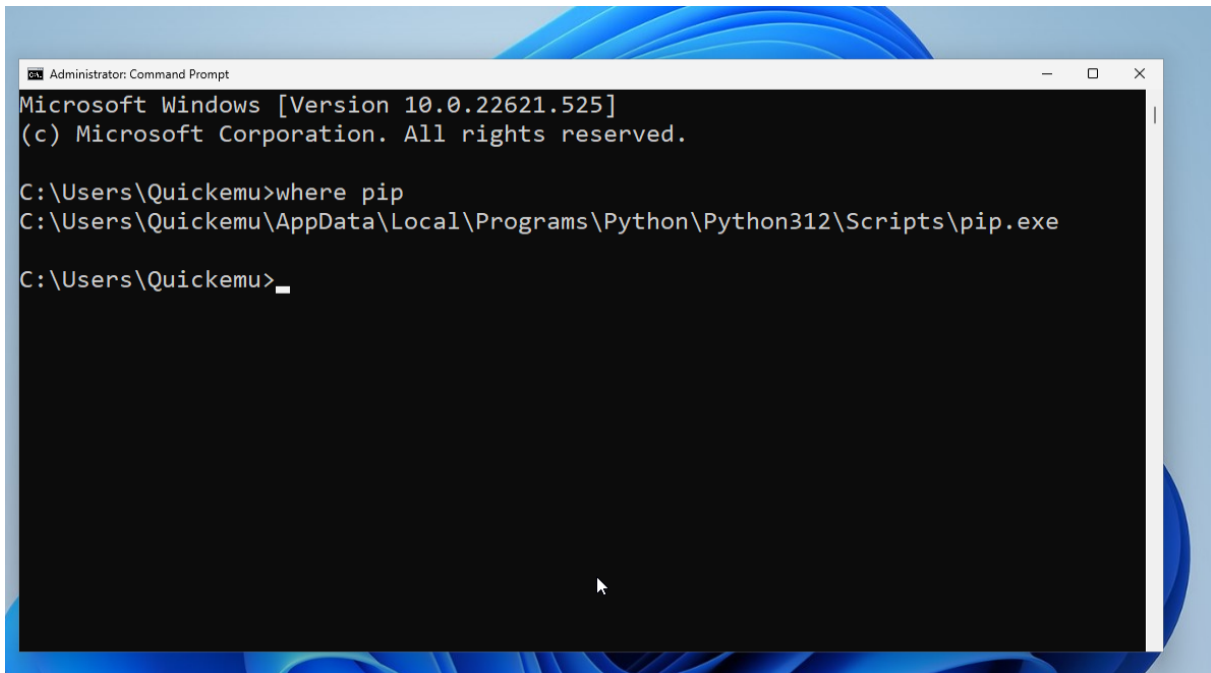 Administrator: Command Prompt
Microsoft Windows [Version 10.0.22621.525]
(c) Microsoft Corporation. All rights reserved.
C:\Users\Quickemu>where pip
C:\Users\Quickemu\AppData\Local\Programs\Python\Python312\Scripts\pip.exe
C:\Users\Quickemu>